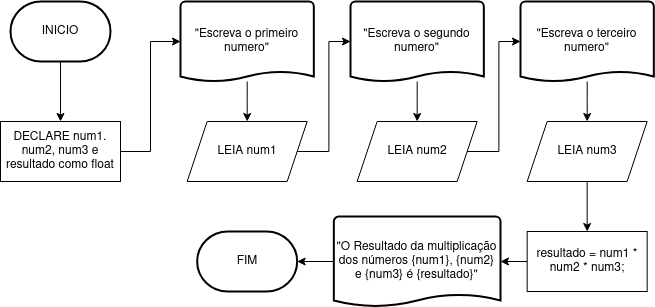 INICIO
DECLARE num1.
num2, num3 e
resultado como float
"Escreva o primeiro
numero"
LEIA num1
"Escreva o segundo
numero"
LEIA num2
"Escreva o terceiro
numero"
LEIA num3
resultado = num1 *
num2 * num3;
"O Resultado da multiplicação
dos números {num1}, {num2}
e {num3} é {resultado}"
FIM